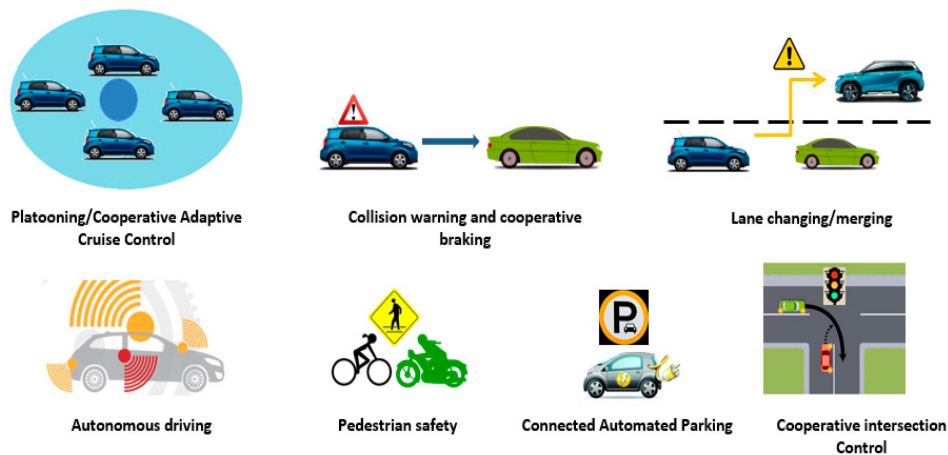 Platooning/Cooperative Adaptive
Cruise Control
Collision warning and cooperative
braking
Lane changing/merging
Autonomous driving
Pedestrian safety
P
Connected Automated Parking
Cooperative intersection
Control